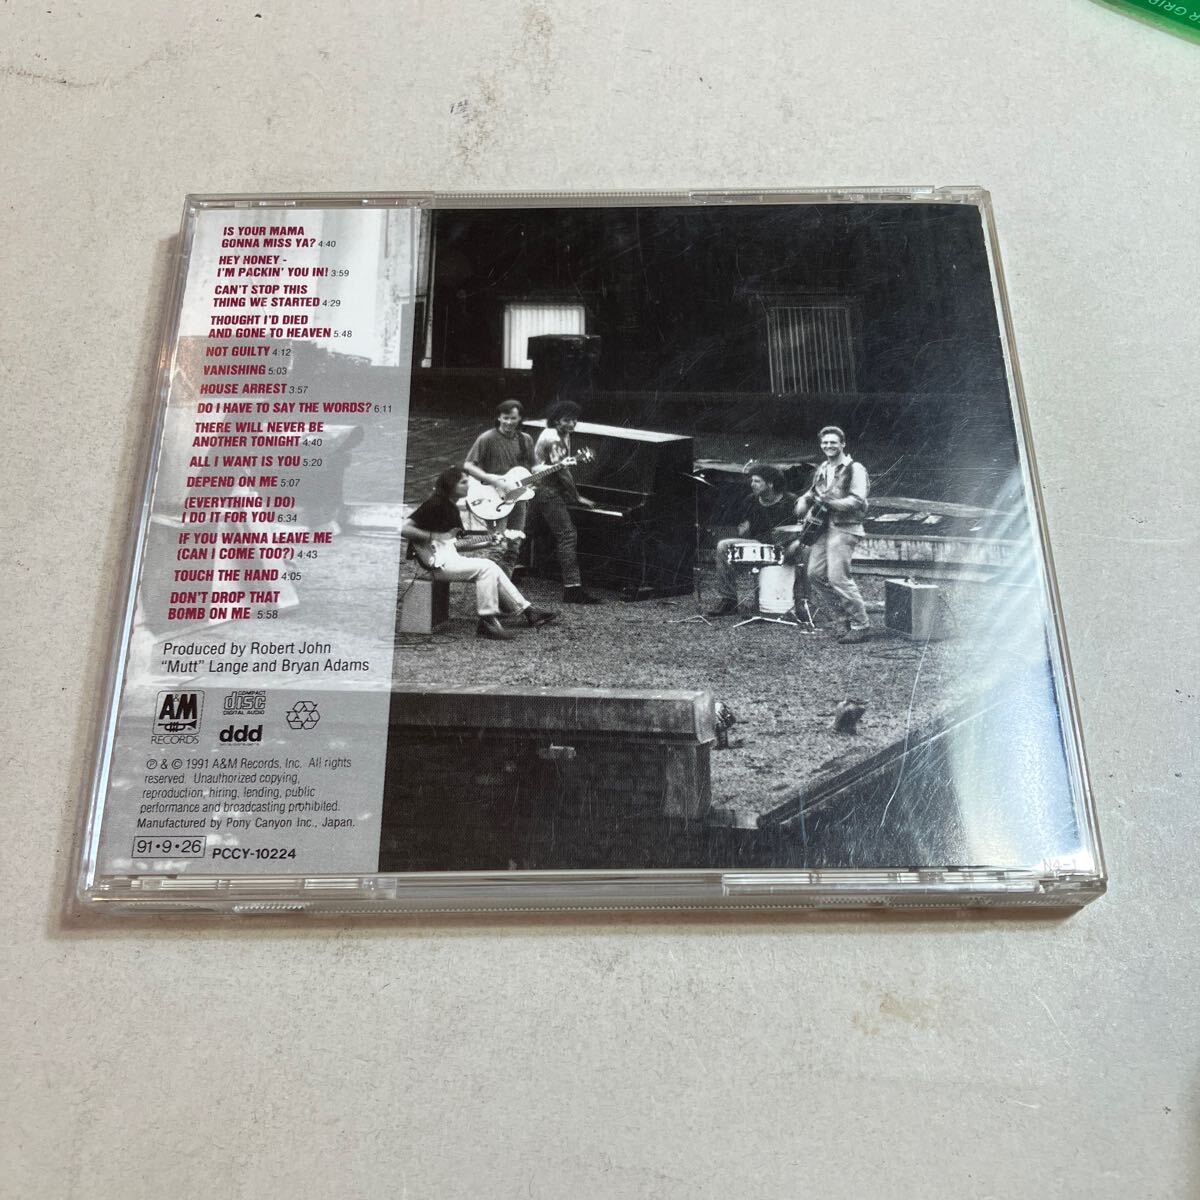 IS YOUR MAMA
GONNA MISS YA? 4:40
HEY HONEY -
I'M PACKIN' YOU IN! 3:59
CAN'T STOP THIS
THING WE STARTED 4:29
THOUGHT I'D DIED
AND GONE TO HEAVEN 5:48
NOT GUILTY 4:12
VANISHING 5:03
HOUSE ARREST 3:57
DO I HAVE TO SAY THE WORDS? 6:11
THERE WILL NEVER BE
ANOTHER TONIGHT 4:40
ALL I WANT IS YOU 5:20
DEPEND ON ME 5:07
(EVERYTHING I DO)
I DO IT FOR YOU 6:34
IF YOU WANNA LEAVE ME
(CAN I COME TOO?) 4:43
TOUCH THE HAND 4:05
DON'T DROP THAT
BOMB ON ME 5:58
Produced by Robert John
"Mutt" Lange and Bryan Adams
A&M
RECORDS
COMPACT
disc
DIGITAL AUDIO
ddd
℗ & © 1991 A&M Records, Inc. All rights
reserved. Unauthorized copying,
reproduction, hiring, lending, public
performance and broadcasting prohibited.
Manufactured by Pony Canyon Inc., Japan.
91•9•26 PCCY-10224
N4-1